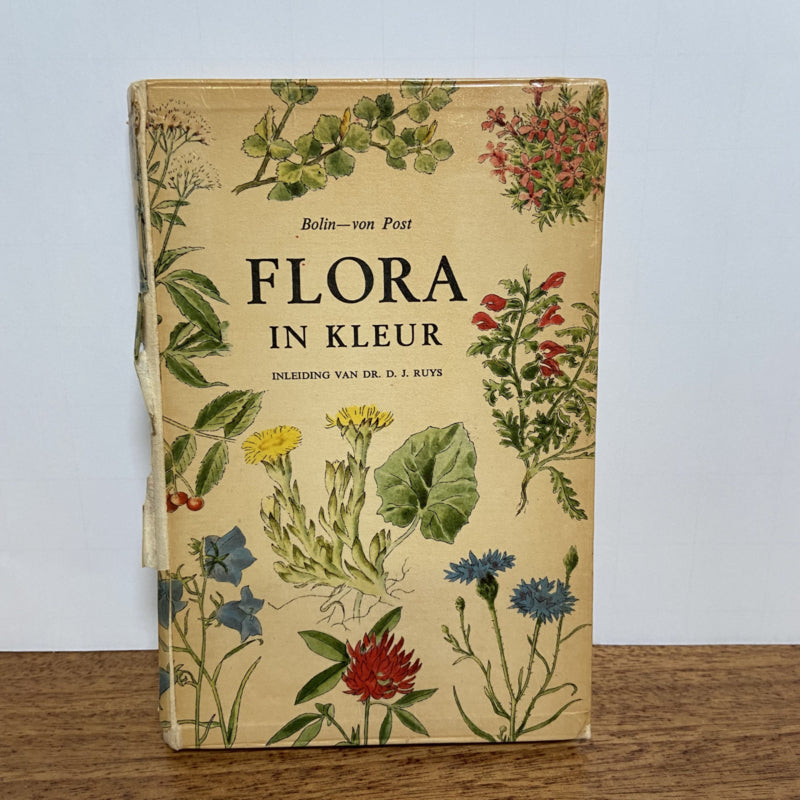 Bolin—von Post
FLORA
IN KLEUR
INLEIDING VAN DR. D. J. RUYS